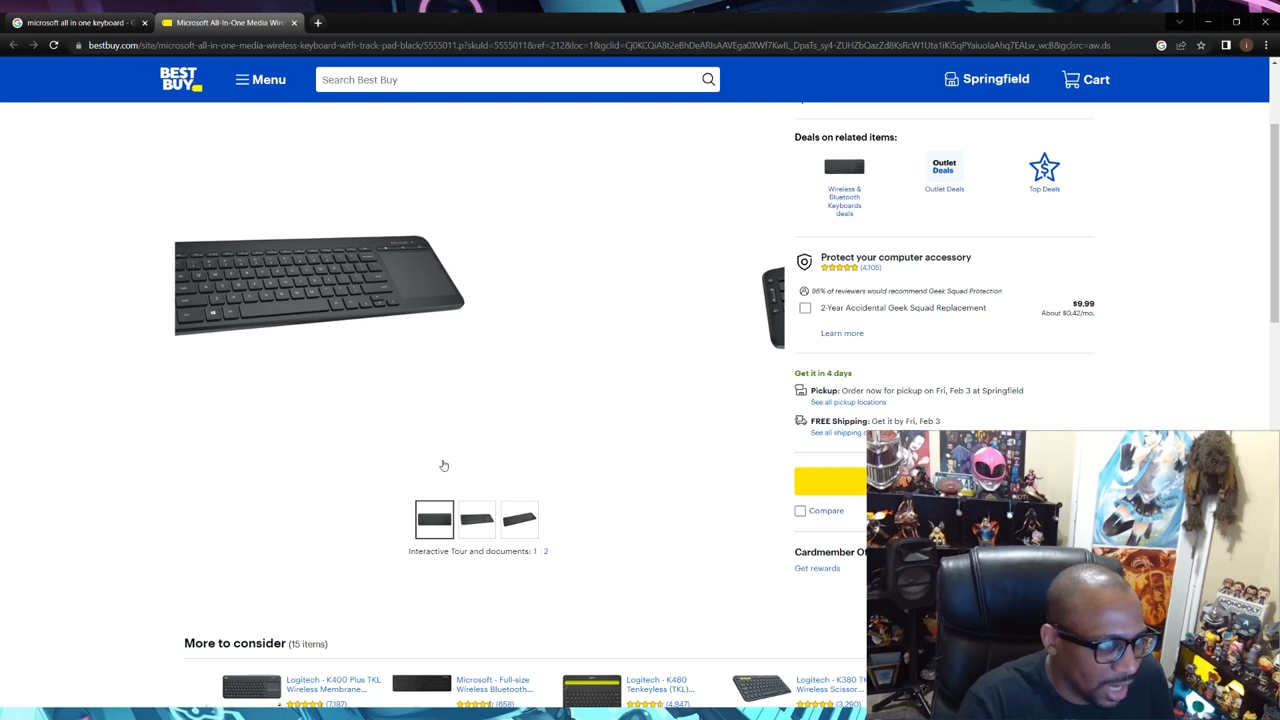 microsoft all in one keyboard - G
Microsoft All-In-One Media Wire
bestbuy.com/site/microsoft-all-in-one-media-wireless-keyboard-with-track-pad-black/5555011.p?skuId=5555011&ref=212&loc=1&gclid=
BEST BUY
Menu
Search Best Buy
Springfield
Cart
Deals on related items:
Outlet Deals
Wireless & Bluetooth Keyboards deals
Outlet Deals
Top Deals
Protect your computer accessory
(4,105)
96% of reviewers would recommend Geek Squad Protection
2-Year Accidental Geek Squad Replacement
$9.99
About $0.42/mo.
Learn more
Get it in 4 days
Pickup: Order now for pickup on Fri, Feb 3 at Springfield
See all pickup locations
FREE Shipping: Get it by Fri, Feb 3
See all shipping
Compare
Interactive Tour and documents: 1 | 2
Cardmember Of
Get rewards
More to consider (15 items)
Logitech - K400 Plus TKL Wireless Membrane...
(7,187)
Microsoft - Full-size Wireless Bluetooth...
(658)
Logitech - K480 Tenkeyless (TKL)...
(4,847)
Logitech - K380 TK
Wireless Scissor...
(3,290)
MONOPOLY